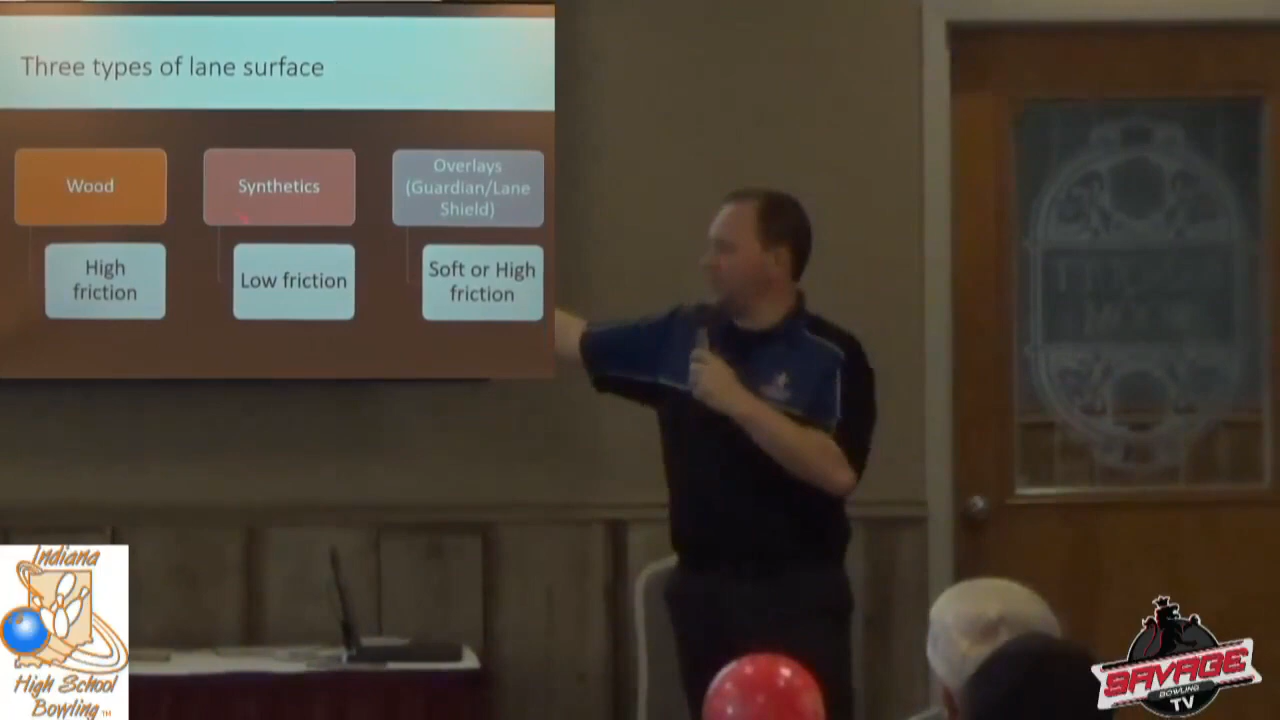 Three types of lane surface
Wood
Synthetics
Overlays
(Guardian/Lane
Shield)
High
friction
Low friction
Soft or High
friction
Indiana
High School
Bowling™
SAVAGE
BOWLING
TV